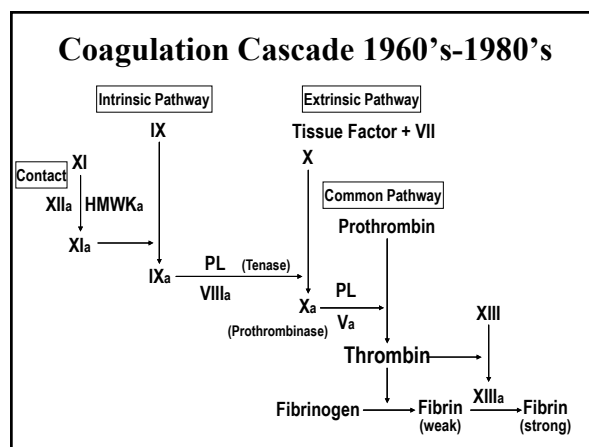 Coagulation Cascade 1960's-1980's
Intrinsic Pathway
Extrinsic Pathway
IX
Tissue Factor + VII
XI
X
Contact
XIIa
HMWKa
Common Pathway
Prothrombin
XIa
IXa
PL
(Tenase)
VIIIa
Xa
PL
Va
(Prothrombinase)
XIII
Thrombin
XIIIa
Fibrinogen
Fibrin
(weak)
Fibrin
(strong)